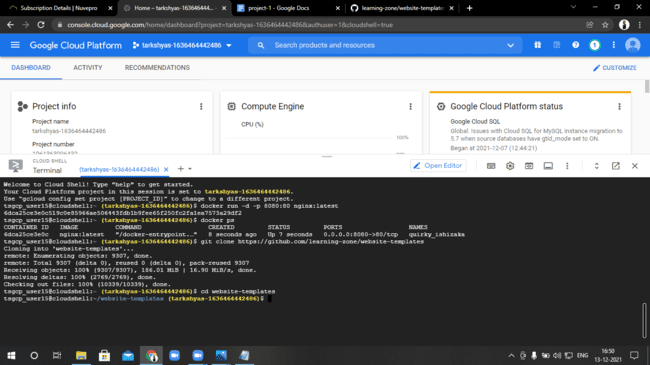 Subscription Details | Nuvepro
Home – tarkshyas-1636464442486 –
project-1 - Google Docs
learning-zone/website-templates
console.cloud.google.com/home/dashboard?project=tarkshyas-1636464442486&authuser=1&cloudshell=true
Google Cloud Platform
tarkshyas-1636464442486
Search products and resources
1
DASHBOARD
ACTIVITY
RECOMMENDATIONS
CUSTOMIZE
Project info
Compute Engine
Google Cloud Platform status
Project name
CPU (%)
Google Cloud SQL
tarkshyas-1636464442486
Global: Issues with Cloud SQL for MySQL instance migration to
5.7 when source databases have gtid_mode set to ON.
Project number
100%
Began at 2021-12-07 (12:44:21)
CLOUD SHELL
Terminal
(tarkshyas-1636464442486)
Open Editor
Welcome to Cloud Shell! Type "help" to get started.
Your Cloud Platform project in this session is set to tarkshyas-1636464442486.
Use "gcloud config set project [PROJECT_ID]" to change to a different project.
tsgcp_user15@cloudshell:~ (tarkshyas-1636464442486)$ docker run -d -p 8080:80 nginx:latest
tsgcp_user15@cloudshell:~ (tarkshyas-1636464442486)$ docker ps
CONTAINER ID IMAGE COMMAND CREATED STATUS PORTS NAMES
6dca25ce3e0c nginx:latest "/docker-entrypoint.…" 8 seconds ago Up 7 seconds 0.0.0.0:8080->80/tcp quirky_ishizaka
tsgcp_user15@cloudshell:~ (tarkshyas-1636464442486)$ git clone https://github.com/learning-zone/website-templates
Cloning into 'website-templates'...
remote: Enumerating objects: 9307, done.
remote: Total 9307 (delta 0), reused 0 (delta 0), pack-reused 9307
Receiving objects: 100% (9307/9307), 186.01 MiB | 16.90 MiB/s, done.
Resolving deltas: 100% (2769/2769), done.
Checking out files: 100% (10339/10339), done.
tsgcp_user15@cloudshell:~ (tarkshyas-1636464442486)$ cd website-templates
tsgcp_user15@cloudshell:~/website-templates (tarkshyas-1636464442486)$
ENG
16:50
13-12-2021